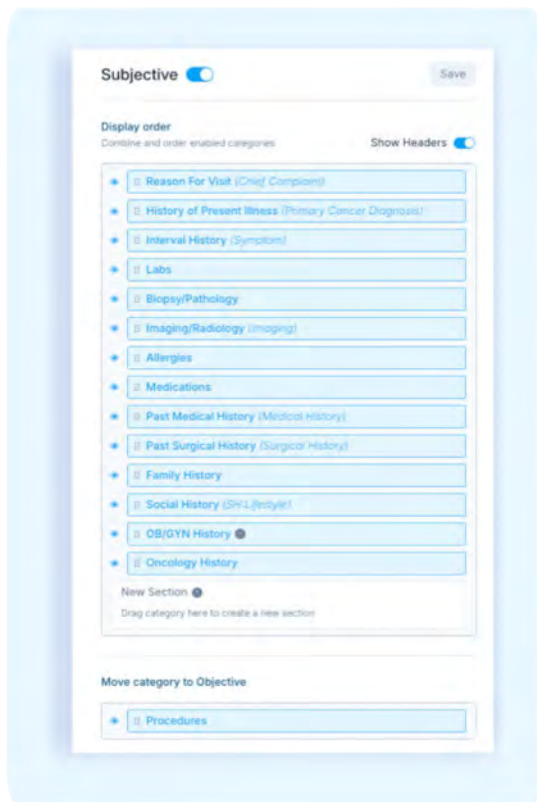 Subjective
Save
Display order
Combine and order enabled categories
Show Headers
Reason For Visit (Chief Complaint)
History of Present Illness (Primary Cancer Diagnosis)
Interval History (Symptom)
Labs
Biopsy/Pathology
Imaging/Radiology (Imaging)
Allergies
Medications
Past Medical History (Medical History)
Past Surgical History (Surgical History)
Family History
Social History (SH-Lifestyle)
OB/GYN History
Oncology History
New Section
Drag category here to create a new section
Move category to Objective
Procedures